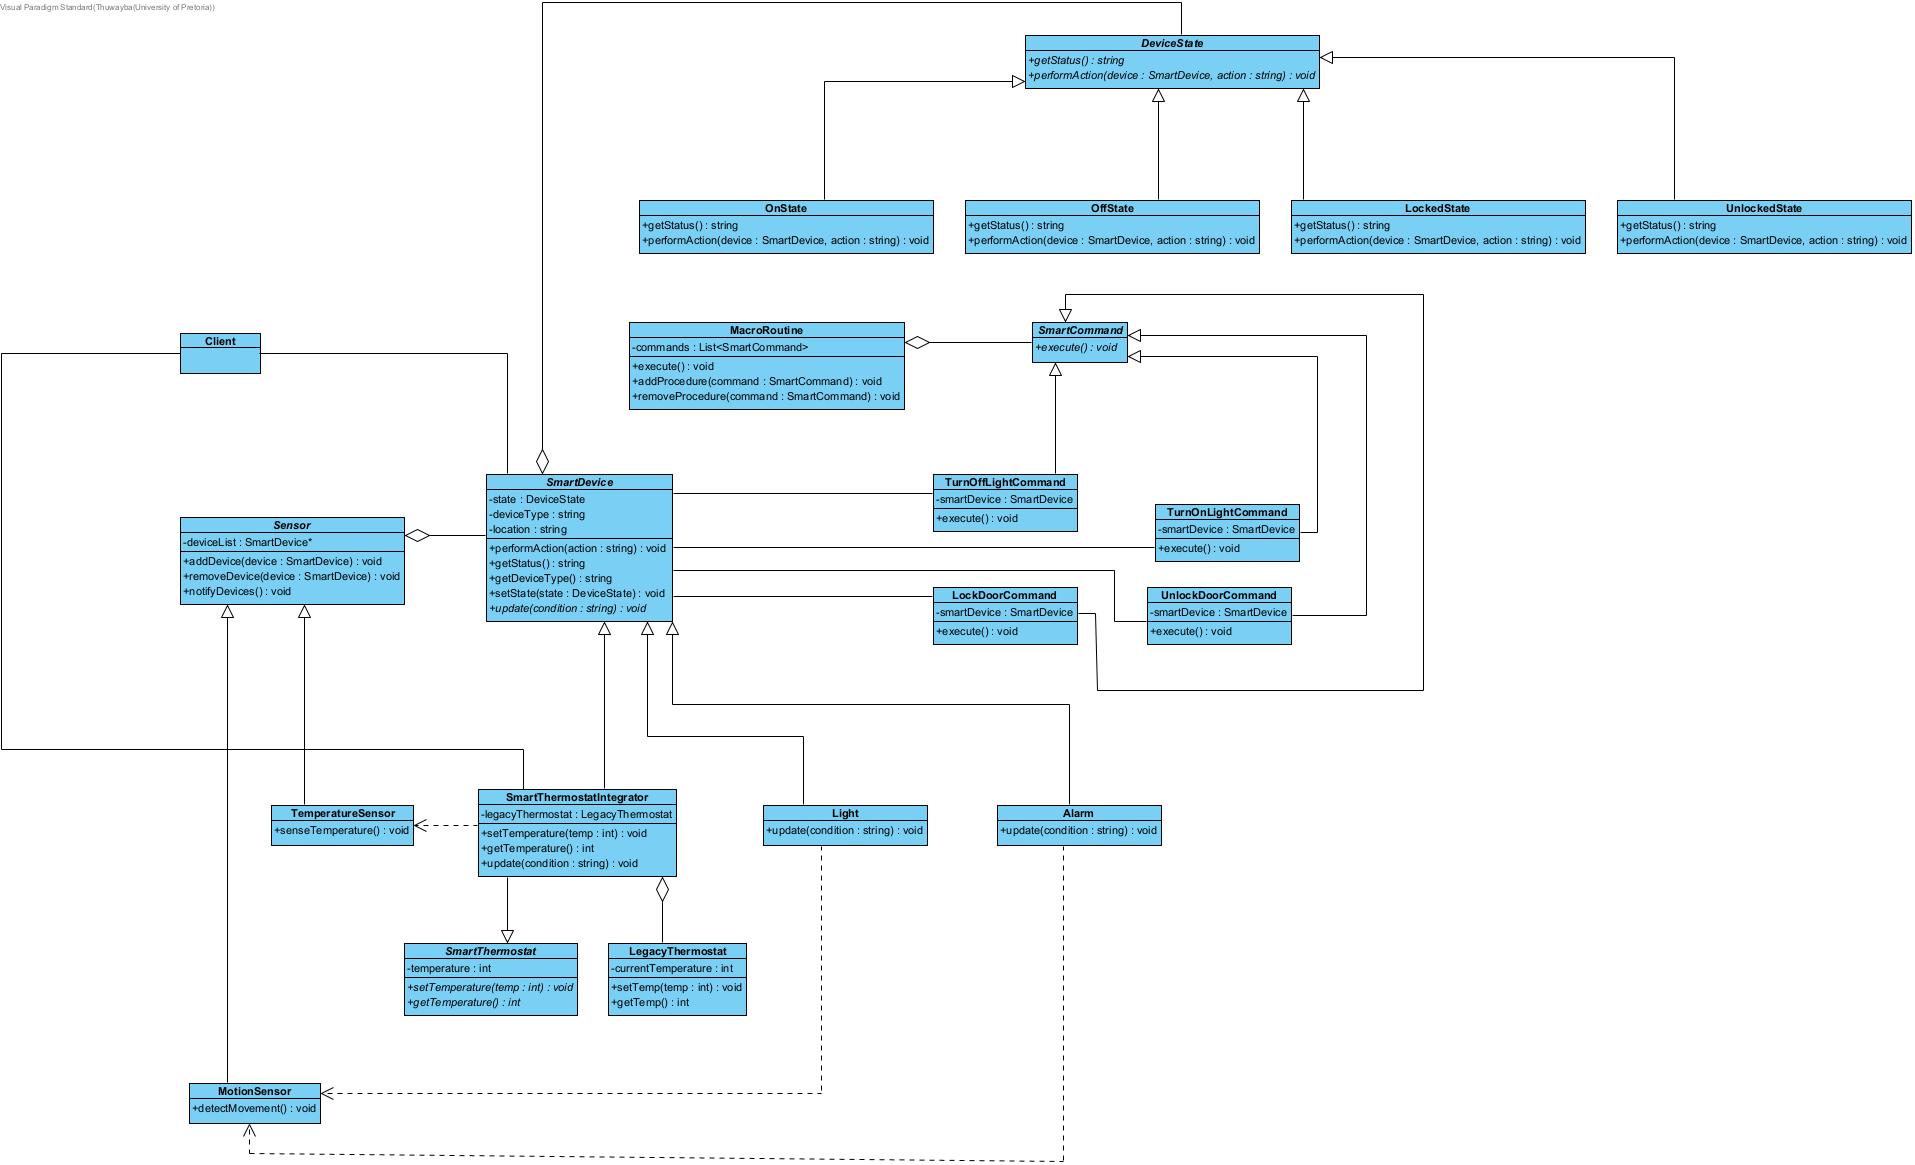 Visual Paradigm Standard(Thuwayba(University of Pretoria))
DeviceState
+getStatus() : string
+performAction(device : SmartDevice, action : string) : void
OnState
+getStatus() : string
+performAction(device : SmartDevice, action : string) : void
OffState
+getStatus() : string
+performAction(device : SmartDevice, action : string) : void
LockedState
+getStatus() : string
+performAction(device : SmartDevice, action : string) : void
UnlockedState
+getStatus() : string
+performAction(device : SmartDevice, action : string) : void
Client
MacroRoutine
-commands : List<SmartCommand>
+execute() : void
+addProcedure(command : SmartCommand) : void
+removeProcedure(command : SmartCommand) : void
SmartCommand
+execute() : void
SmartDevice
-state : DeviceState
-deviceType : string
-location : string
+performAction(action : string) : void
+getStatus() : string
+getDeviceType() : string
+setState(state : DeviceState) : void
+update(condition : string) : void
TurnOffLightCommand
-smartDevice : SmartDevice
+execute() : void
TurnOnLightCommand
-smartDevice : SmartDevice
+execute() : void
Sensor
-deviceList : SmartDevice*
+addDevice(device : SmartDevice) : void
+removeDevice(device : SmartDevice) : void
+notifyDevices() : void
LockDoorCommand
-smartDevice : SmartDevice
+execute() : void
UnlockDoorCommand
-smartDevice : SmartDevice
+execute() : void
TemperatureSensor
+senseTemperature() : void
SmartThermostatIntegrator
-legacyThermostat : LegacyThermostat
+setTemperature(temp : int) : void
+getTemperature() : int
+update(condition : string) : void
Light
+update(condition : string) : void
Alarm
+update(condition : string) : void
SmartThermostat
-temperature : int
+setTemperature(temp : int) : void
+getTemperature() : int
LegacyThermostat
-currentTemperature : int
+setTemp(temp : int) : void
+getTemp() : int
MotionSensor
+detectMovement() : void